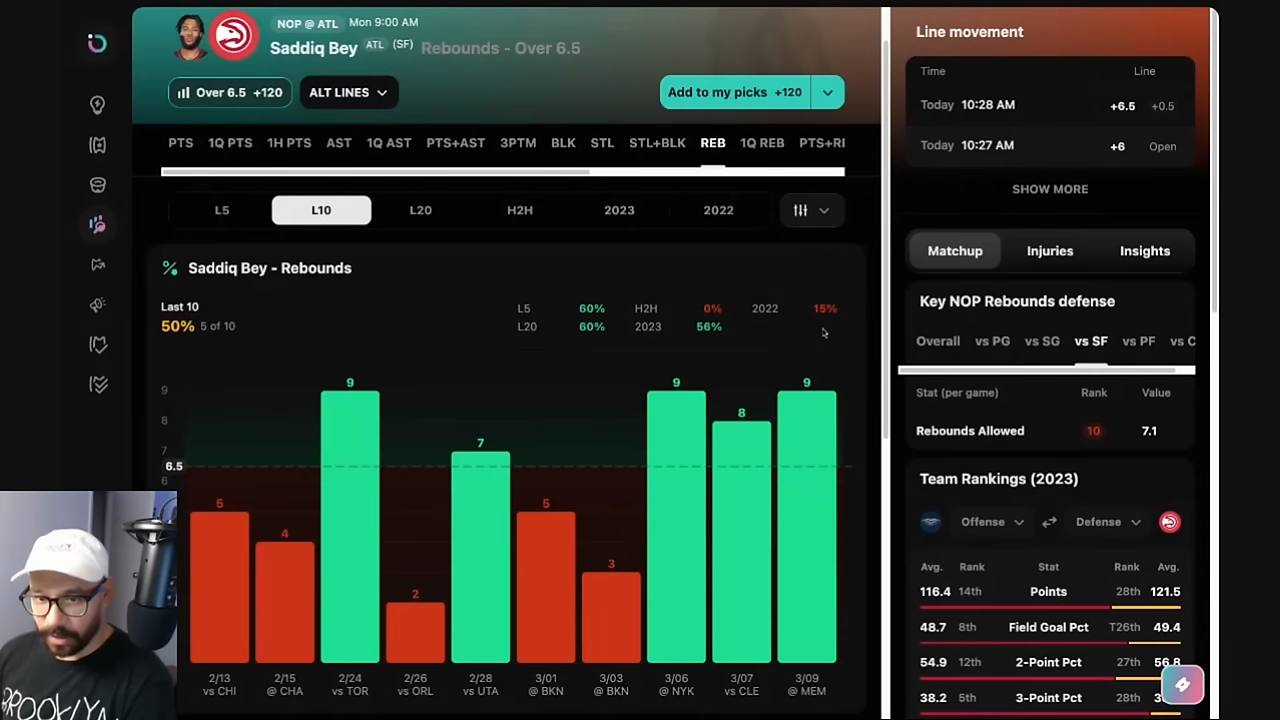 NOP @ ATL Mon 9:00 AM
Saddiq Bey ATL (SF) Rebounds - Over 6.5
Over 6.5 +120 ALT LINES
Add to my picks +120
PTS 1Q PTS 1H PTS AST 1Q AST PTS+AST 3PTM BLK STL STL+BLK REB 1Q REB PTS+RI
L5 L10 L20 H2H 2023 2022
Saddiq Bey - Rebounds
Last 10
50% 5 of 10
L5 60% H2H 0% 2022 15%
L20 60% 2023 56%
9
8
7
6.5
6
5
4
9
2
7
5
3
9
8
9
2/13 2/15 2/24 2/26 2/28 3/01 3/03 3/06 3/07 3/09
vs CHI @ CHA vs TOR vs ORL vs UTA @ BKN @ BKN @ NYK vs CLE @ MEM
Line movement
Time Line
Today 10:28 AM +6.5 +0.5
Today 10:27 AM +6 Open
SHOW MORE
Matchup Injuries Insights
Key NOP Rebounds defense
Overall vs PG vs SG vs SF vs PF vs C
Stat (per game) Rank Value
Rebounds Allowed 10 7.1
Team Rankings (2023)
Offense Defense
Avg. Rank Stat Rank Avg.
116.4 14th Points 28th 121.5
48.7 8th Field Goal Pct T26th 49.4
54.9 12th 2-Point Pct 27th 56.8
38.2 5th 3-Point Pct 28th